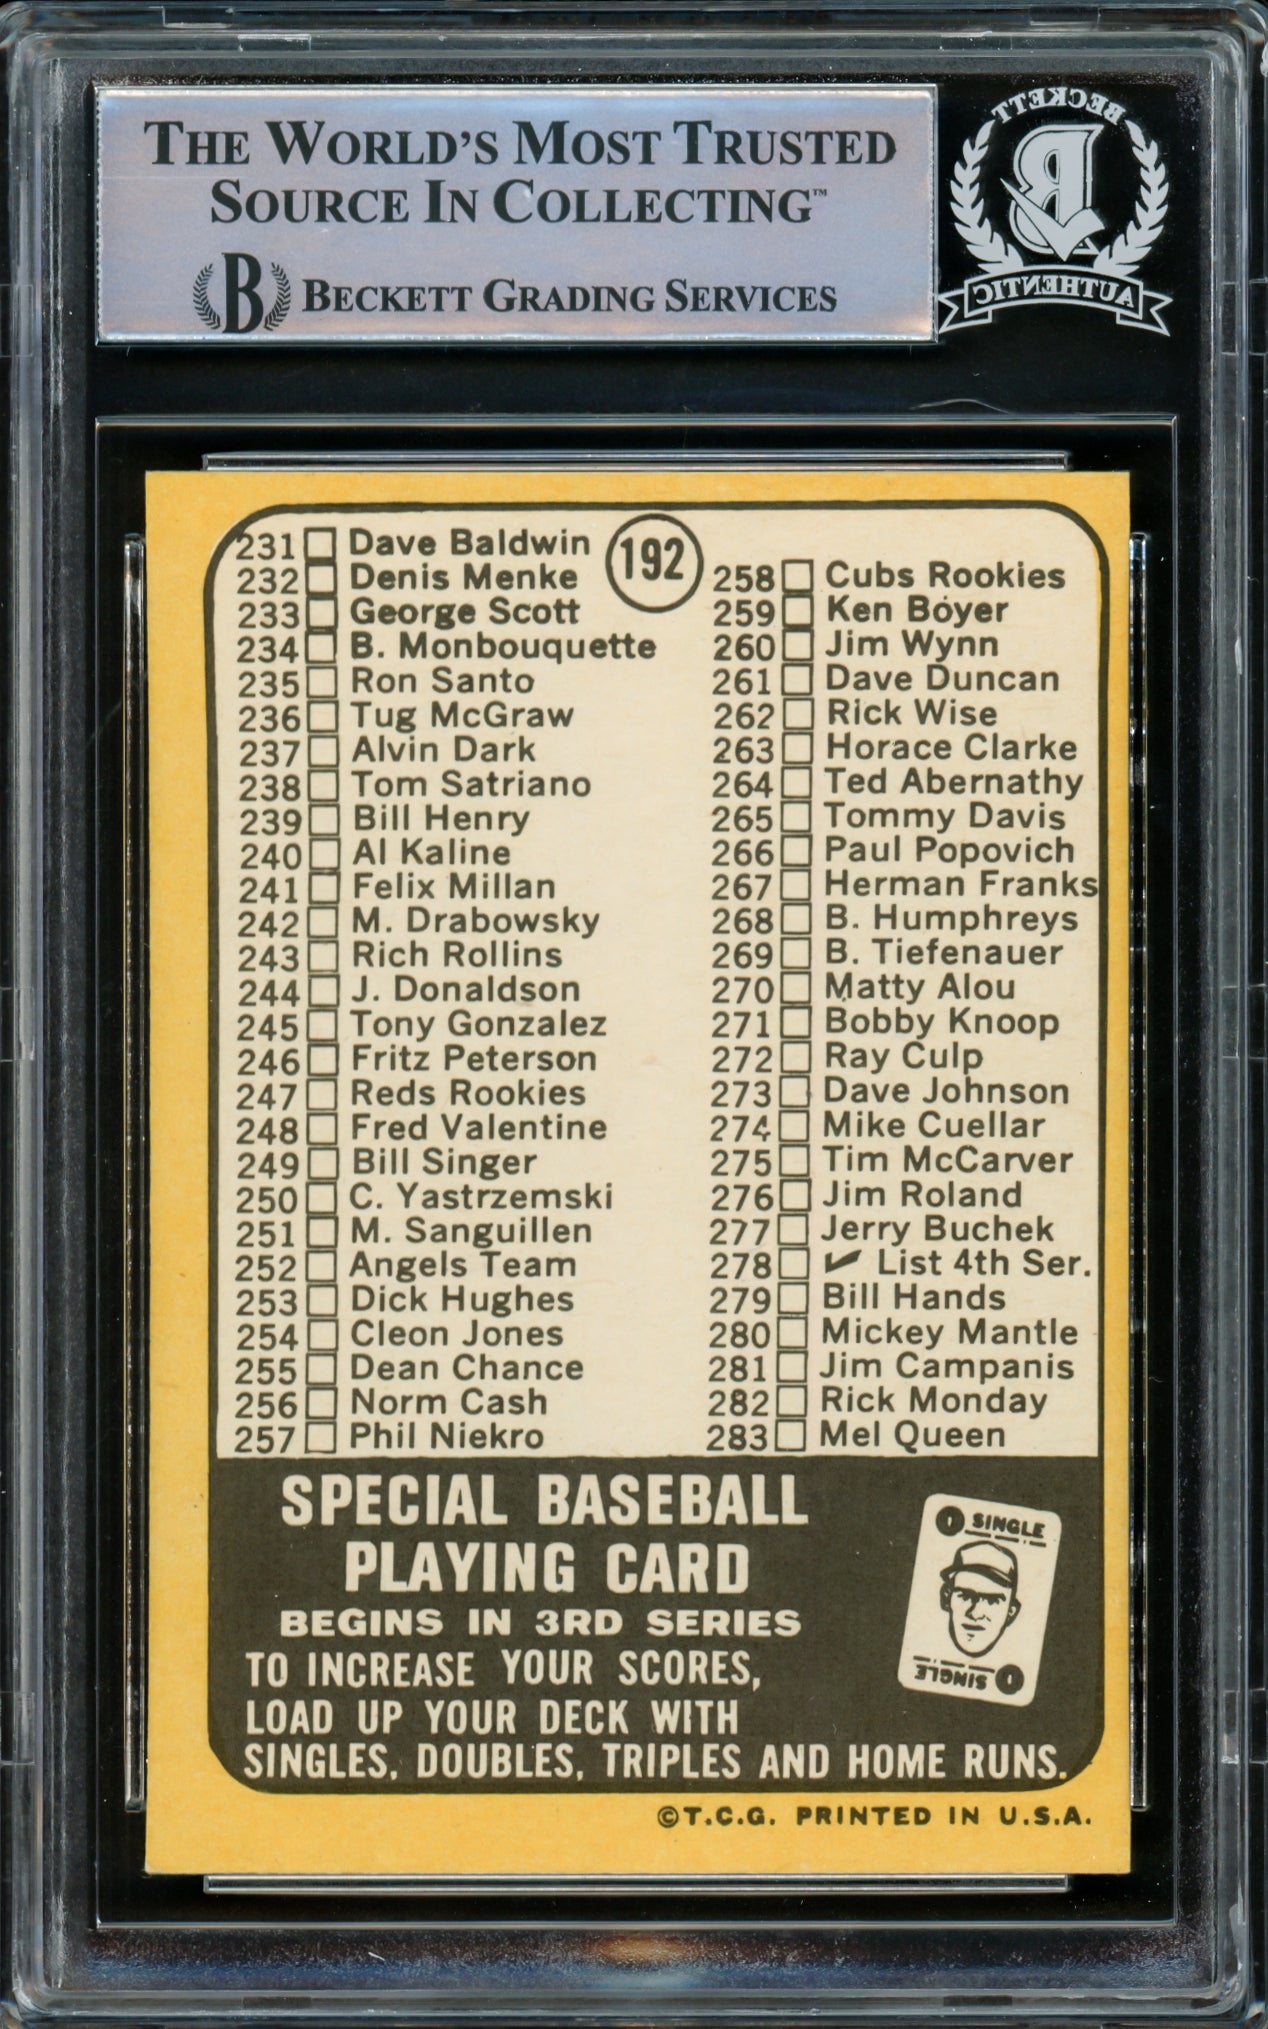 THE WORLD'S MOST TRUSTED
SOURCE IN COLLECTING™
B BECKETT GRADING SERVICES
BECKETT
B
AUTHENTIC
192
231 Dave Baldwin
232 Denis Menke
233 George Scott
234 B. Monbouquette
235 Ron Santo
236 Tug McGraw
237 Alvin Dark
238 Tom Satriano
239 Bill Henry
240 Al Kaline
241 Felix Millan
242 M. Drabowsky
243 Rich Rollins
244 J. Donaldson
245 Tony Gonzalez
246 Fritz Peterson
247 Reds Rookies
248 Fred Valentine
249 Bill Singer
250 C. Yastrzemski
251 M. Sanguillen
252 Angels Team
253 Dick Hughes
254 Cleon Jones
255 Dean Chance
256 Norm Cash
257 Phil Niekro
258 Cubs Rookies
259 Ken Boyer
260 Jim Wynn
261 Dave Duncan
262 Rick Wise
263 Horace Clarke
264 Ted Abernathy
265 Tommy Davis
266 Paul Popovich
267 Herman Franks
268 B. Humphreys
269 B. Tiefenauer
270 Matty Alou
271 Bobby Knoop
272 Ray Culp
273 Dave Johnson
274 Mike Cuellar
275 Tim McCarver
276 Jim Roland
277 Jerry Buchek
278 ✔ List 4th Ser.
279 Bill Hands
280 Mickey Mantle
281 Jim Campanis
282 Rick Monday
283 Mel Queen
SPECIAL BASEBALL
PLAYING CARD
BEGINS IN 3RD SERIES
TO INCREASE YOUR SCORES,
LOAD UP YOUR DECK WITH
SINGLES, DOUBLES, TRIPLES AND HOME RUNS.
SINGLE
SINGLE
©T.C.G. PRINTED IN U.S.A.